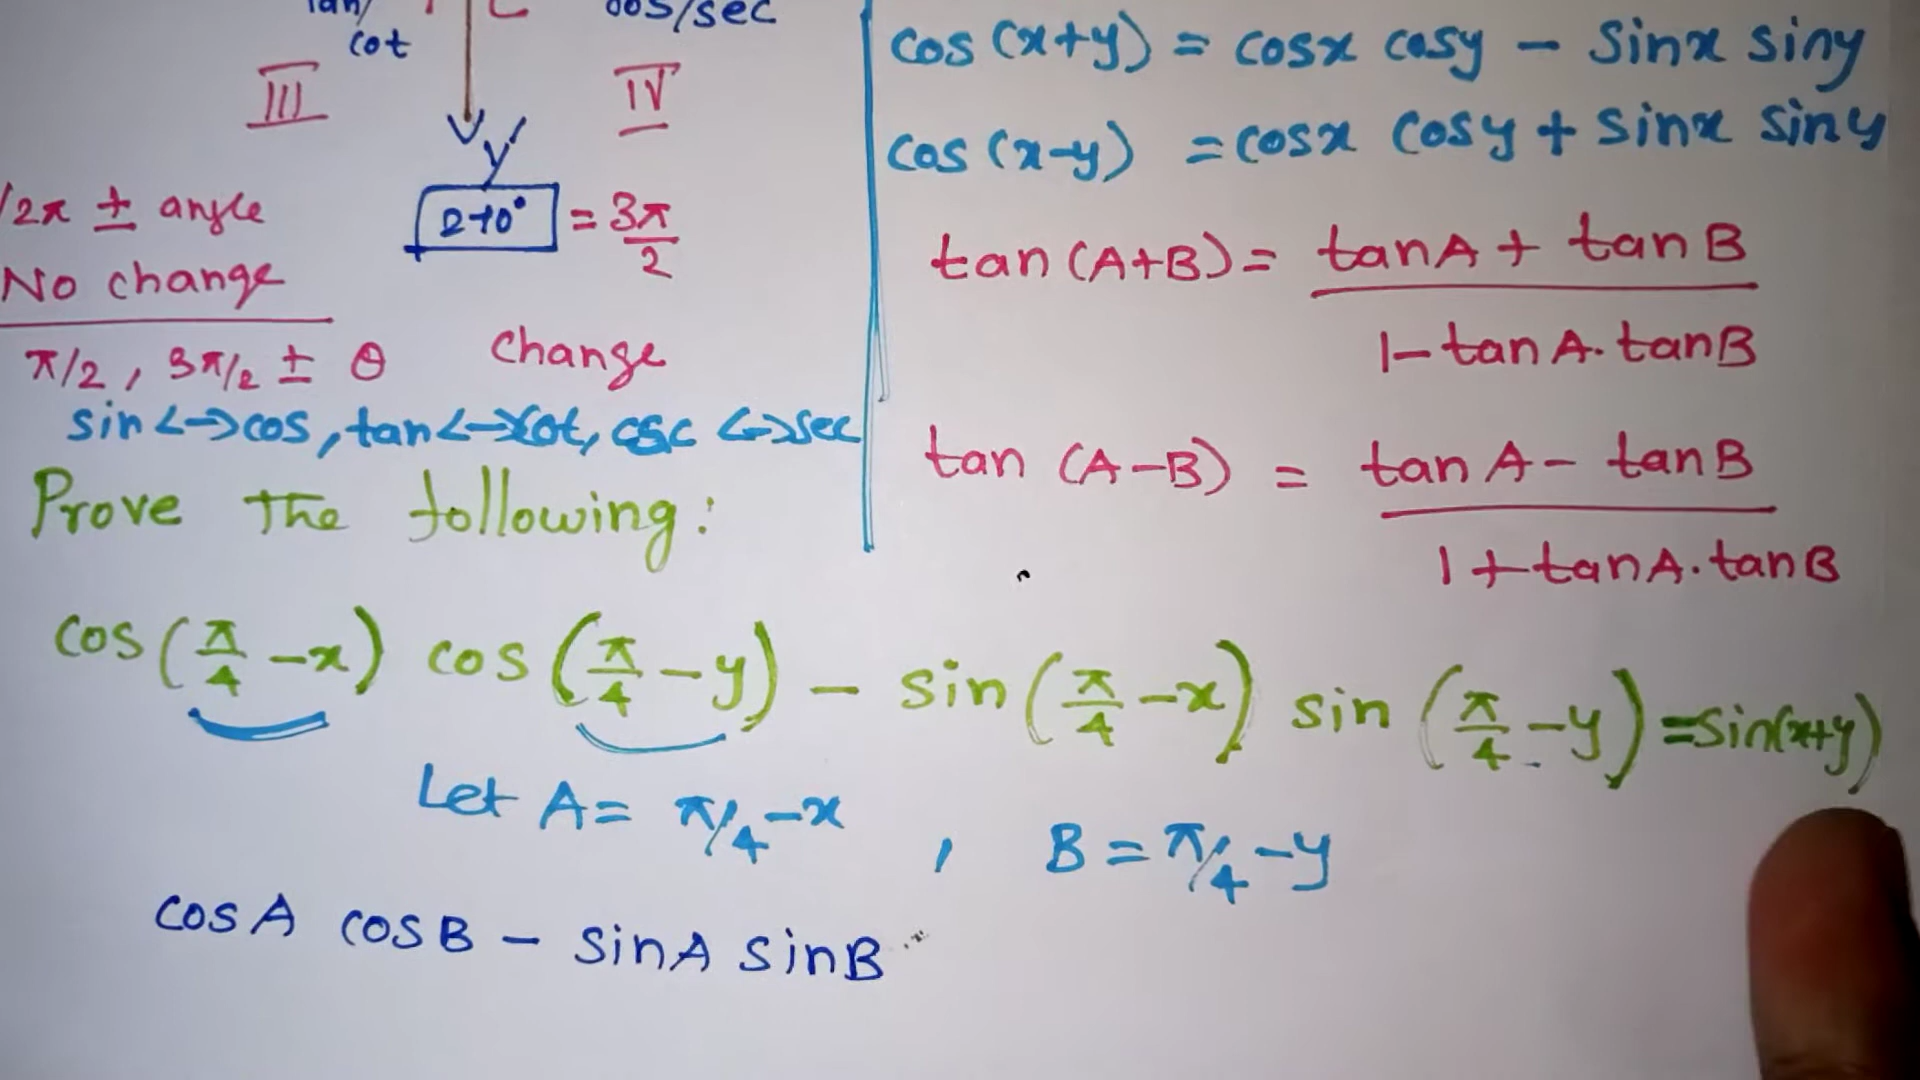 cot
cos/sec
III
IV
y'
270° = 3π/2
/2π ± angle
No change
π/2, 3π/2 ± θ change
sin <-> cos, tan <-> cot, csc <-> sec
cos (x+y) = cosx cosy - sinx siny
cos (x-y) = cosx cosy + sinx siny
tan (A+B) = tanA + tanB
1 - tanA. tanB
tan (A-B) = tanA - tanB
1 + tanA. tanB
Prove The following:
cos(π/4 - x) cos(π/4 - y) - sin(π/4 - x) sin(π/4 - y) = sin(x+y)
Let A = π/4 - x , B = π/4 - y
cosA cosB - sinA sinB